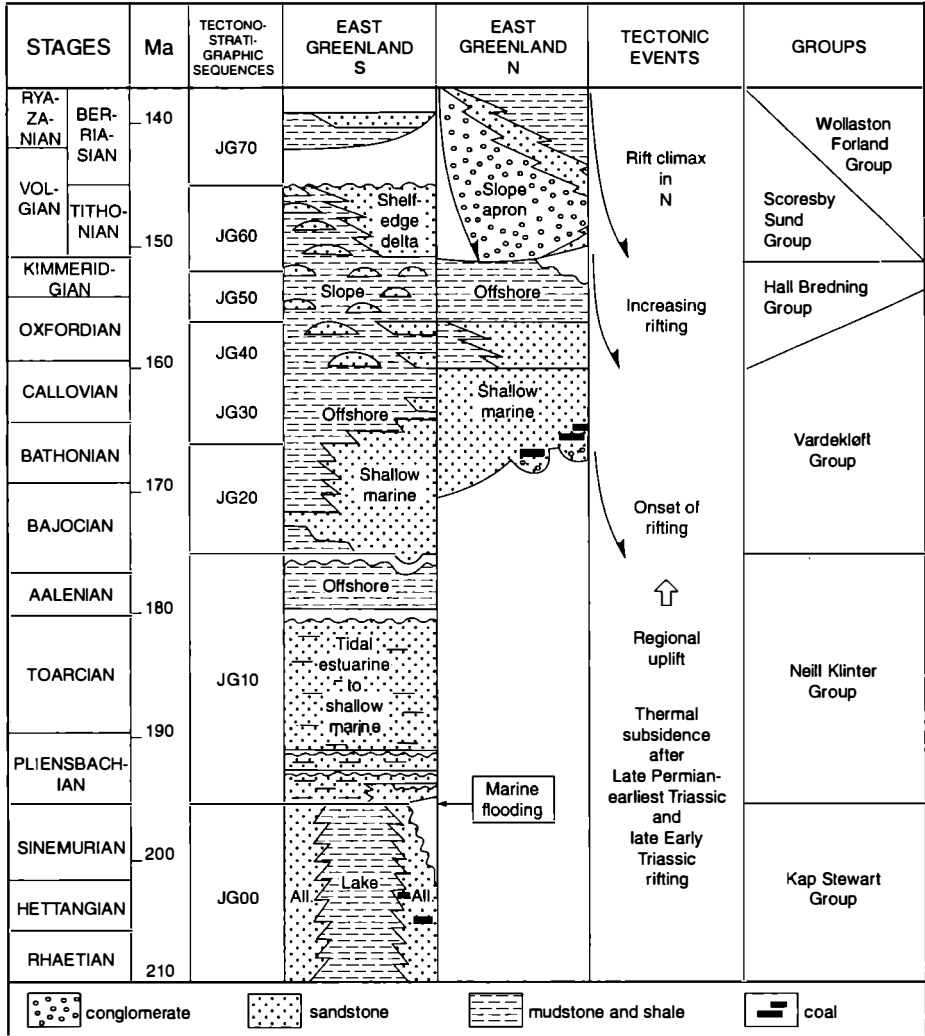 STAGES
Ma
TECTONO-
STRATI-
GRAPHIC
SEQUENCES
EAST
GREENLAND
S
EAST
GREENLAND
N
TECTONIC
EVENTS
GROUPS
RYA-
ZA-
NIAN
BER-
RIA-
SIAN
VOL-
GIAN
TITHO-
NIAN
KIMMERID-
GIAN
OXFORDIAN
CALLOVIAN
BATHONIAN
BAJOCIAN
AALENIAN
TOARCIAN
PLIENSBACH-
IAN
SINEMURIAN
HETTANGIAN
RHAETIAN
140
150
160
170
180
190
200
210
JG70
JG60
JG50
JG40
JG30
JG20
JG10
JG00
Shelf-
edge
delta
Slope
Offshore
Shallow
marine
Offshore
Tidal
estuarine
to
shallow
marine
All.
Lake
All.
Slope
apron
Offshore
Shallow
marine
Marine
flooding
Rift climax
in
N
Increasing
rifting
Onset of
rifting
Regional
uplift
Thermal
subsidence
after
Late Permian-
earliest Triassic
and
late Early
Triassic
rifting
Wollaston
Forland
Group
Scoresby
Sund
Group
Hall Bredning
Group
Vardekløft
Group
Neill Klinter
Group
Kap Stewart
Group
conglomerate
sandstone
mudstone and shale
coal